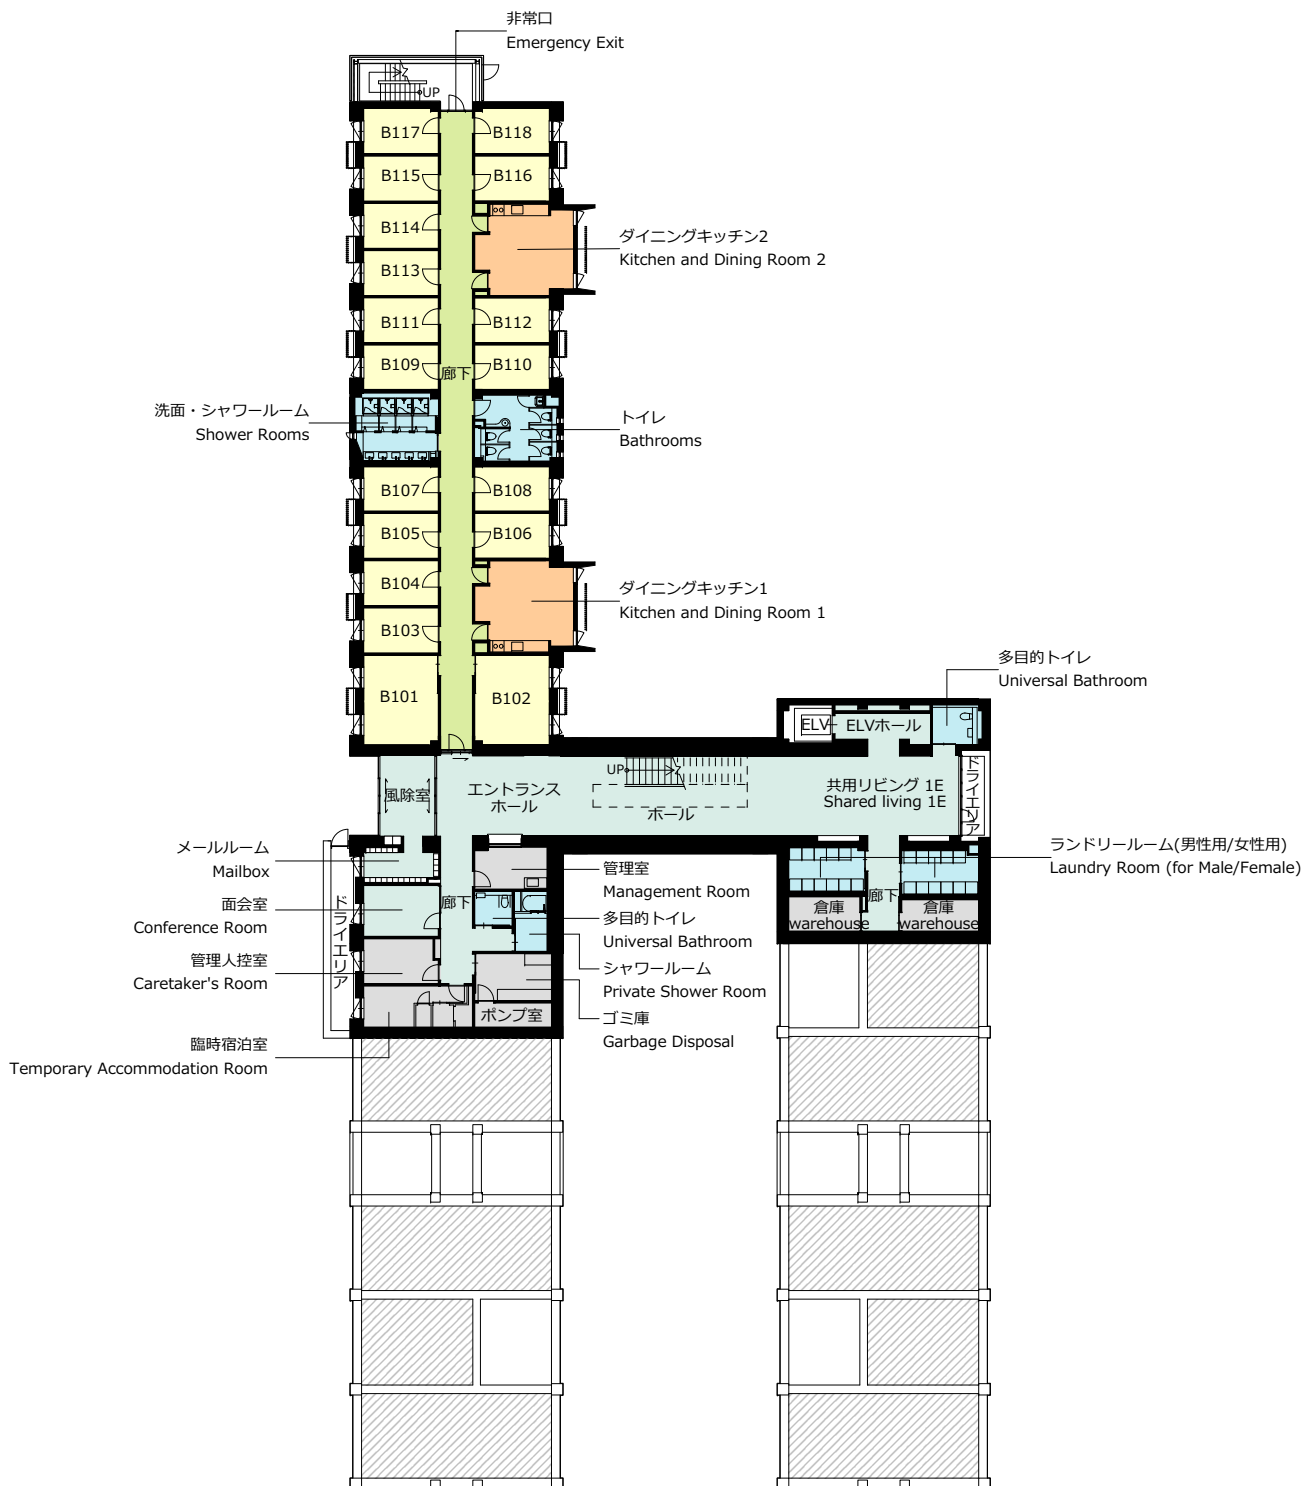 非常口
Emergency Exit
UP
B117
B118
B115
B116
B114
ダイニングキッチン2
Kitchen and Dining Room 2
B113
B111
B112
B109
廊下
B110
洗面・シャワールーム
Shower Rooms
トイレ
Bathrooms
B107
B108
B105
B106
B104
ダイニングキッチン1
Kitchen and Dining Room 1
B103
B101
B102
多目的トイレ
Universal Bathroom
ELV
ELVホール
UP
エントランス
ホール
風除室
ホール
共用リビング 1E
Shared living 1E
ドライエリア
メールルーム
Mailbox
管理室
Management Room
ランドリールーム(男性用/女性用)
Laundry Room (for Male/Female)
面会室
Conference Room
廊下
多目的トイレ
Universal Bathroom
廊下
倉庫
warehouse
倉庫
warehouse
ドライエリア
管理人控室
Caretaker's Room
シャワールーム
Private Shower Room
ポンプ室
ゴミ庫
Garbage Disposal
臨時宿泊室
Temporary Accommodation Room